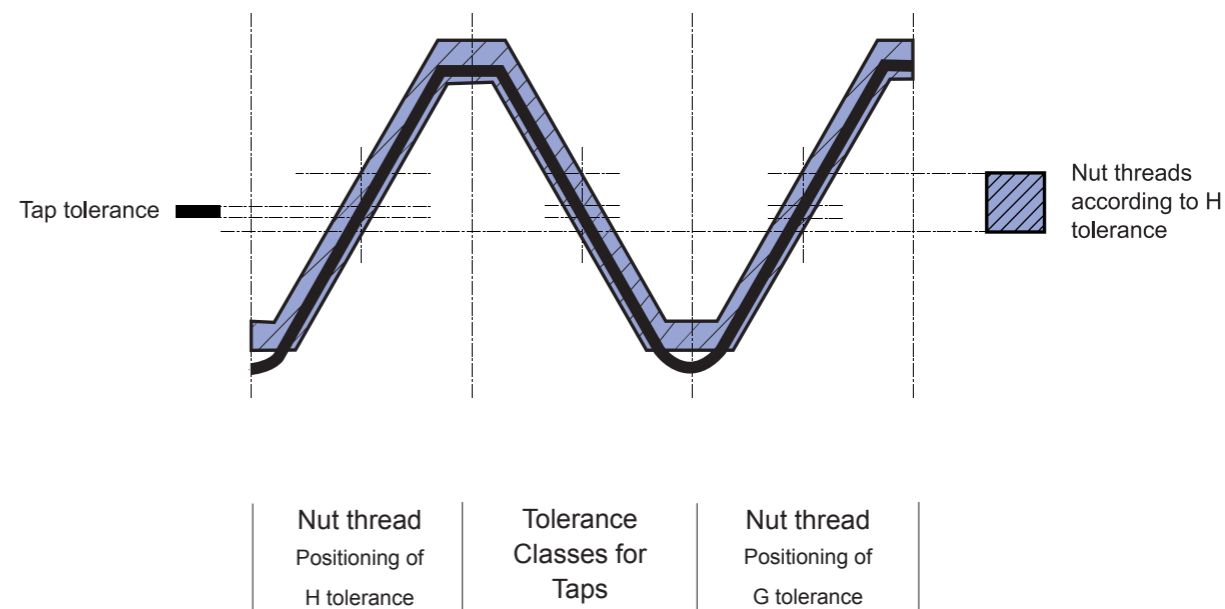 Tap tolerance
Nut threads
according to H
tolerance
Nut thread
Positioning of
H tolerance
Tolerance
Classes for
Taps
Nut thread
Positioning of
G tolerance